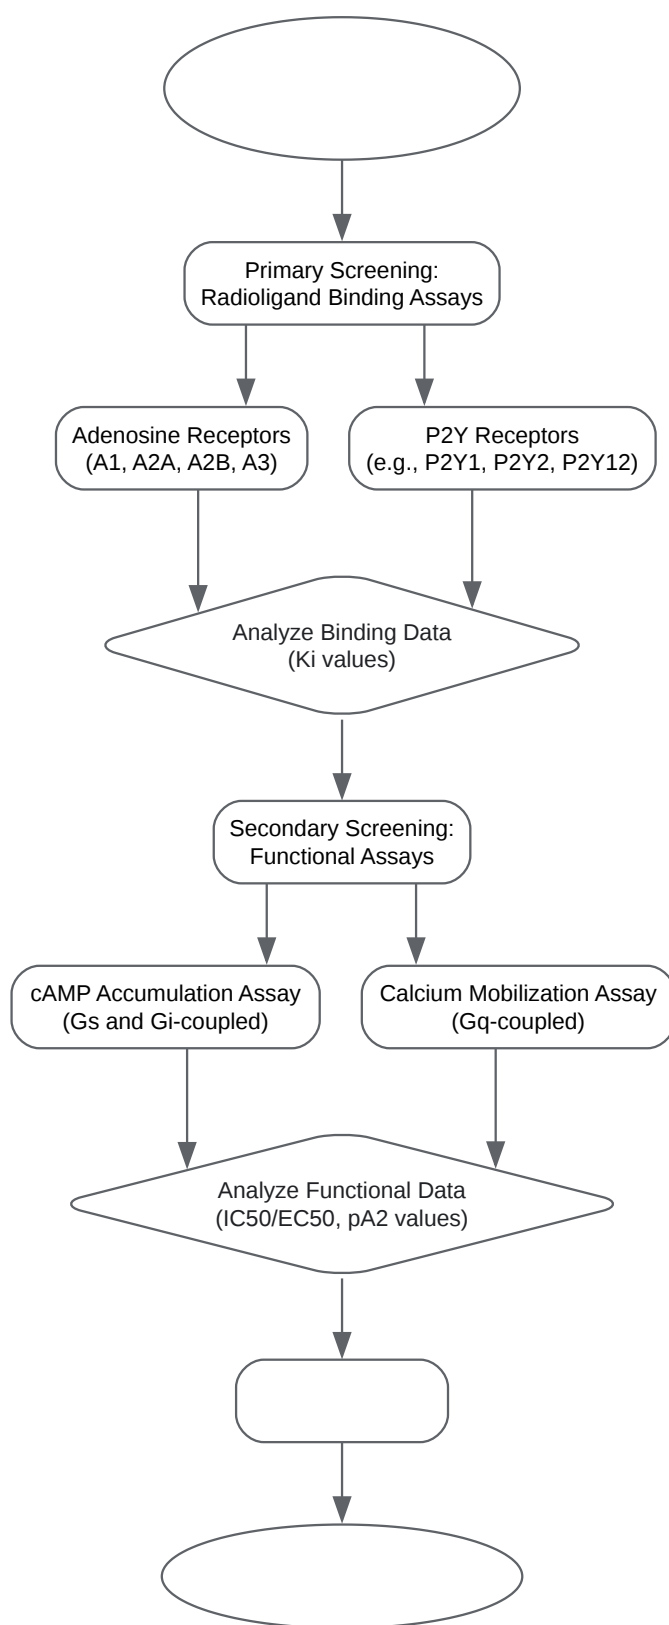 Primary Screening:
Radioligand Binding Assays
Adenosine Receptors
(A1, A2A, A2B, A3)
P2Y Receptors
(e.g., P2Y1, P2Y2, P2Y12)
Analyze Binding Data
(Ki values)
Secondary Screening:
Functional Assays
cAMP Accumulation Assay
(Gs and Gi-coupled)
Calcium Mobilization Assay
(Gq-coupled)
Analyze Functional Data
(IC50/EC50, pA2 values)